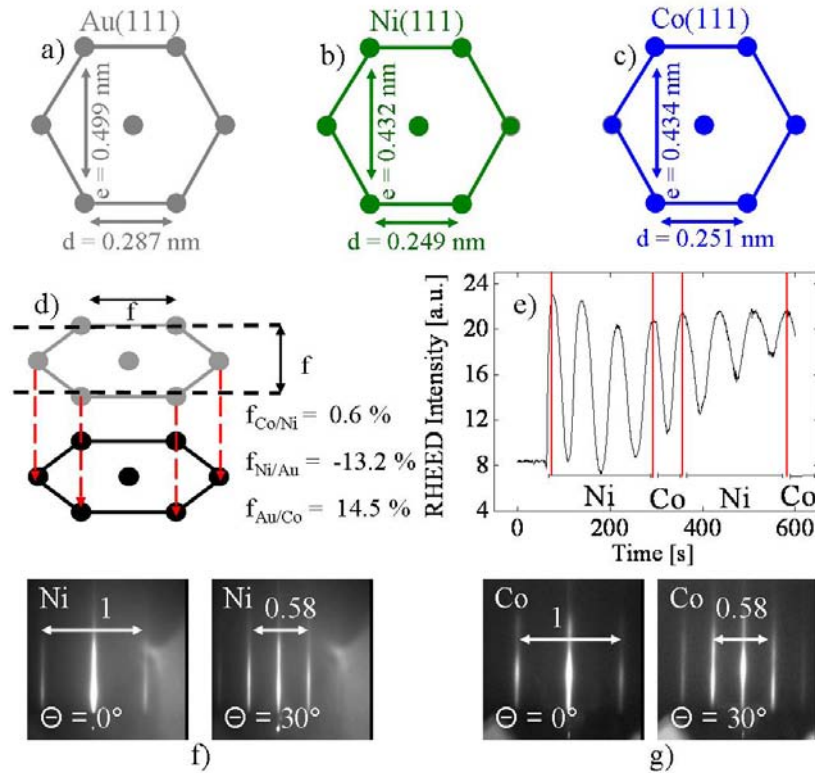 Au(111)
a)
e = 0.499 nm
d = 0.287 nm
Ni(111)
b)
e = 0.432 nm
d = 0.249 nm
Co(111)
c)
e = 0.434 nm
d = 0.251 nm
d)
f
f
f_Co/Ni = 0.6 %
f_Ni/Au = -13.2 %
f_Au/Co = 14.5 %
e)
RHEED Intensity [a.u.]
24
20
16
12
8
4
Ni
Co
Ni
Co
0
200
400
600
Time [s]
Ni
1
Θ = 0°
Ni
0.58
Θ = 30°
f)
Co
1
Θ = 0°
Co
0.58
Θ = 30°
g)